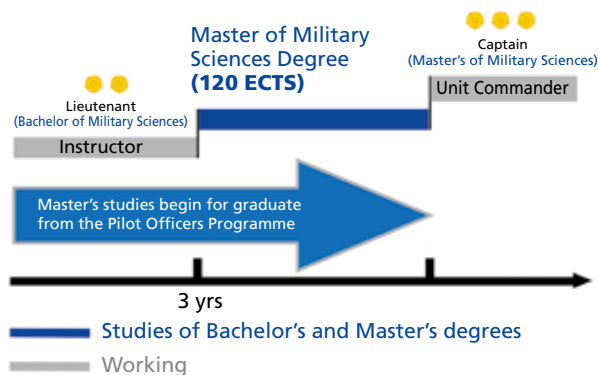 Master of Military
Sciences Degree
(120 ECTS)
Captain
(Master's of Military Sciences)
Unit Commander
Lieutenant
(Bachelor of Military Sciences)
Instructor
Master's studies begin for graduate
from the Pilot Officers Programme
3 yrs
Studies of Bachelor's and Master's degrees
Working